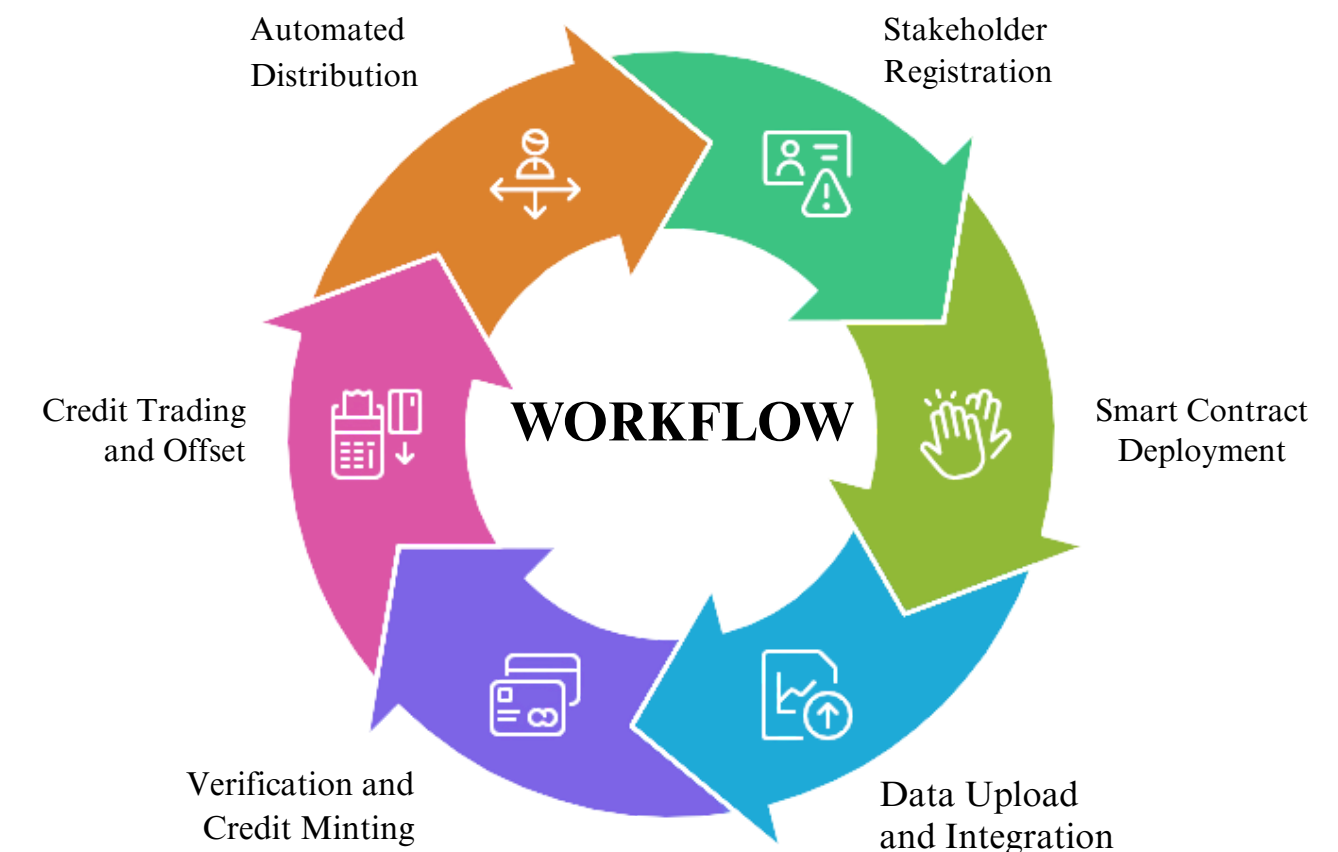 Automated
Distribution
Stakeholder
Registration
Credit Trading
and Offset
WORKFLOW
Smart Contract
Deployment
Verification and
Credit Minting
Data Upload
and Integration